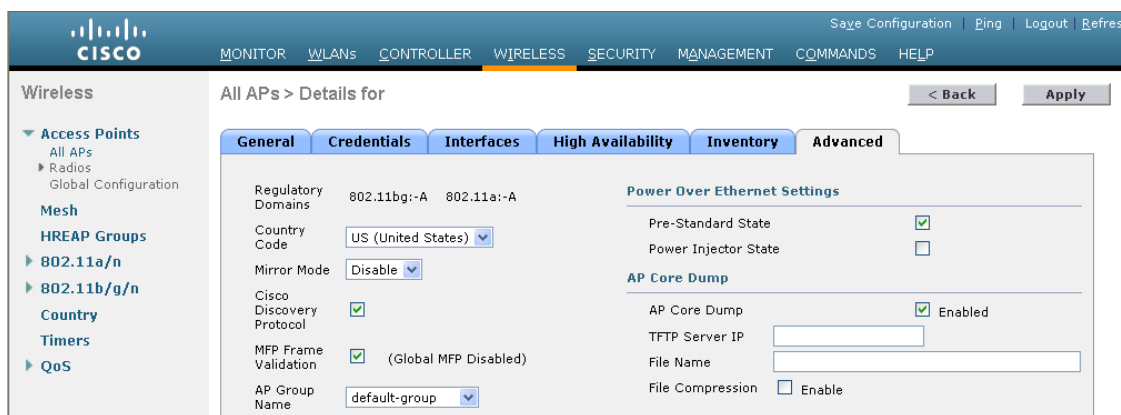 Save Configuration | Ping | Logout | Refres
CISCO
MONITOR WLANs CONTROLLER WIRELESS SECURITY MANAGEMENT COMMANDS HELP
Wireless
Access Points
All APs
Radios
Global Configuration
Mesh
HREAP Groups
802.11a/n
802.11b/g/n
Country
Timers
QoS
All APs > Details for
< Back
Apply
General
Credentials
Interfaces
High Availability
Inventory
Advanced
Regulatory
Domains
802.11bg:-A 802.11a:-A
Country
Code
US (United States)
Mirror Mode
Disable
Cisco
Discovery
Protocol
MFP Frame
Validation
(Global MFP Disabled)
AP Group
Name
default-group
Power Over Ethernet Settings
Pre-Standard State
Power Injector State
AP Core Dump
AP Core Dump
Enabled
TFTP Server IP
File Name
File Compression
Enable